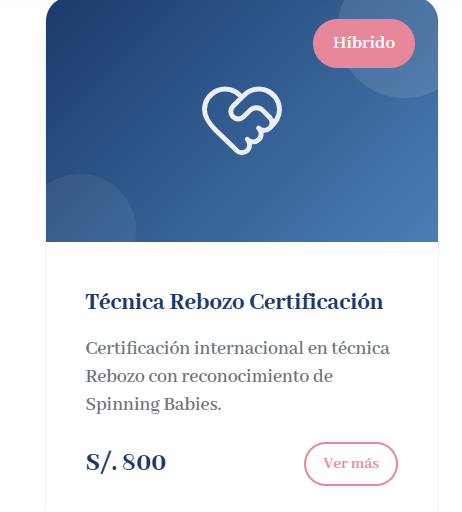 Híbrido
Técnica Rebozo Certificación
Certificación internacional en técnica
Rebozo con reconocimiento de
Spinning Babies.
S/. 800
Ver más